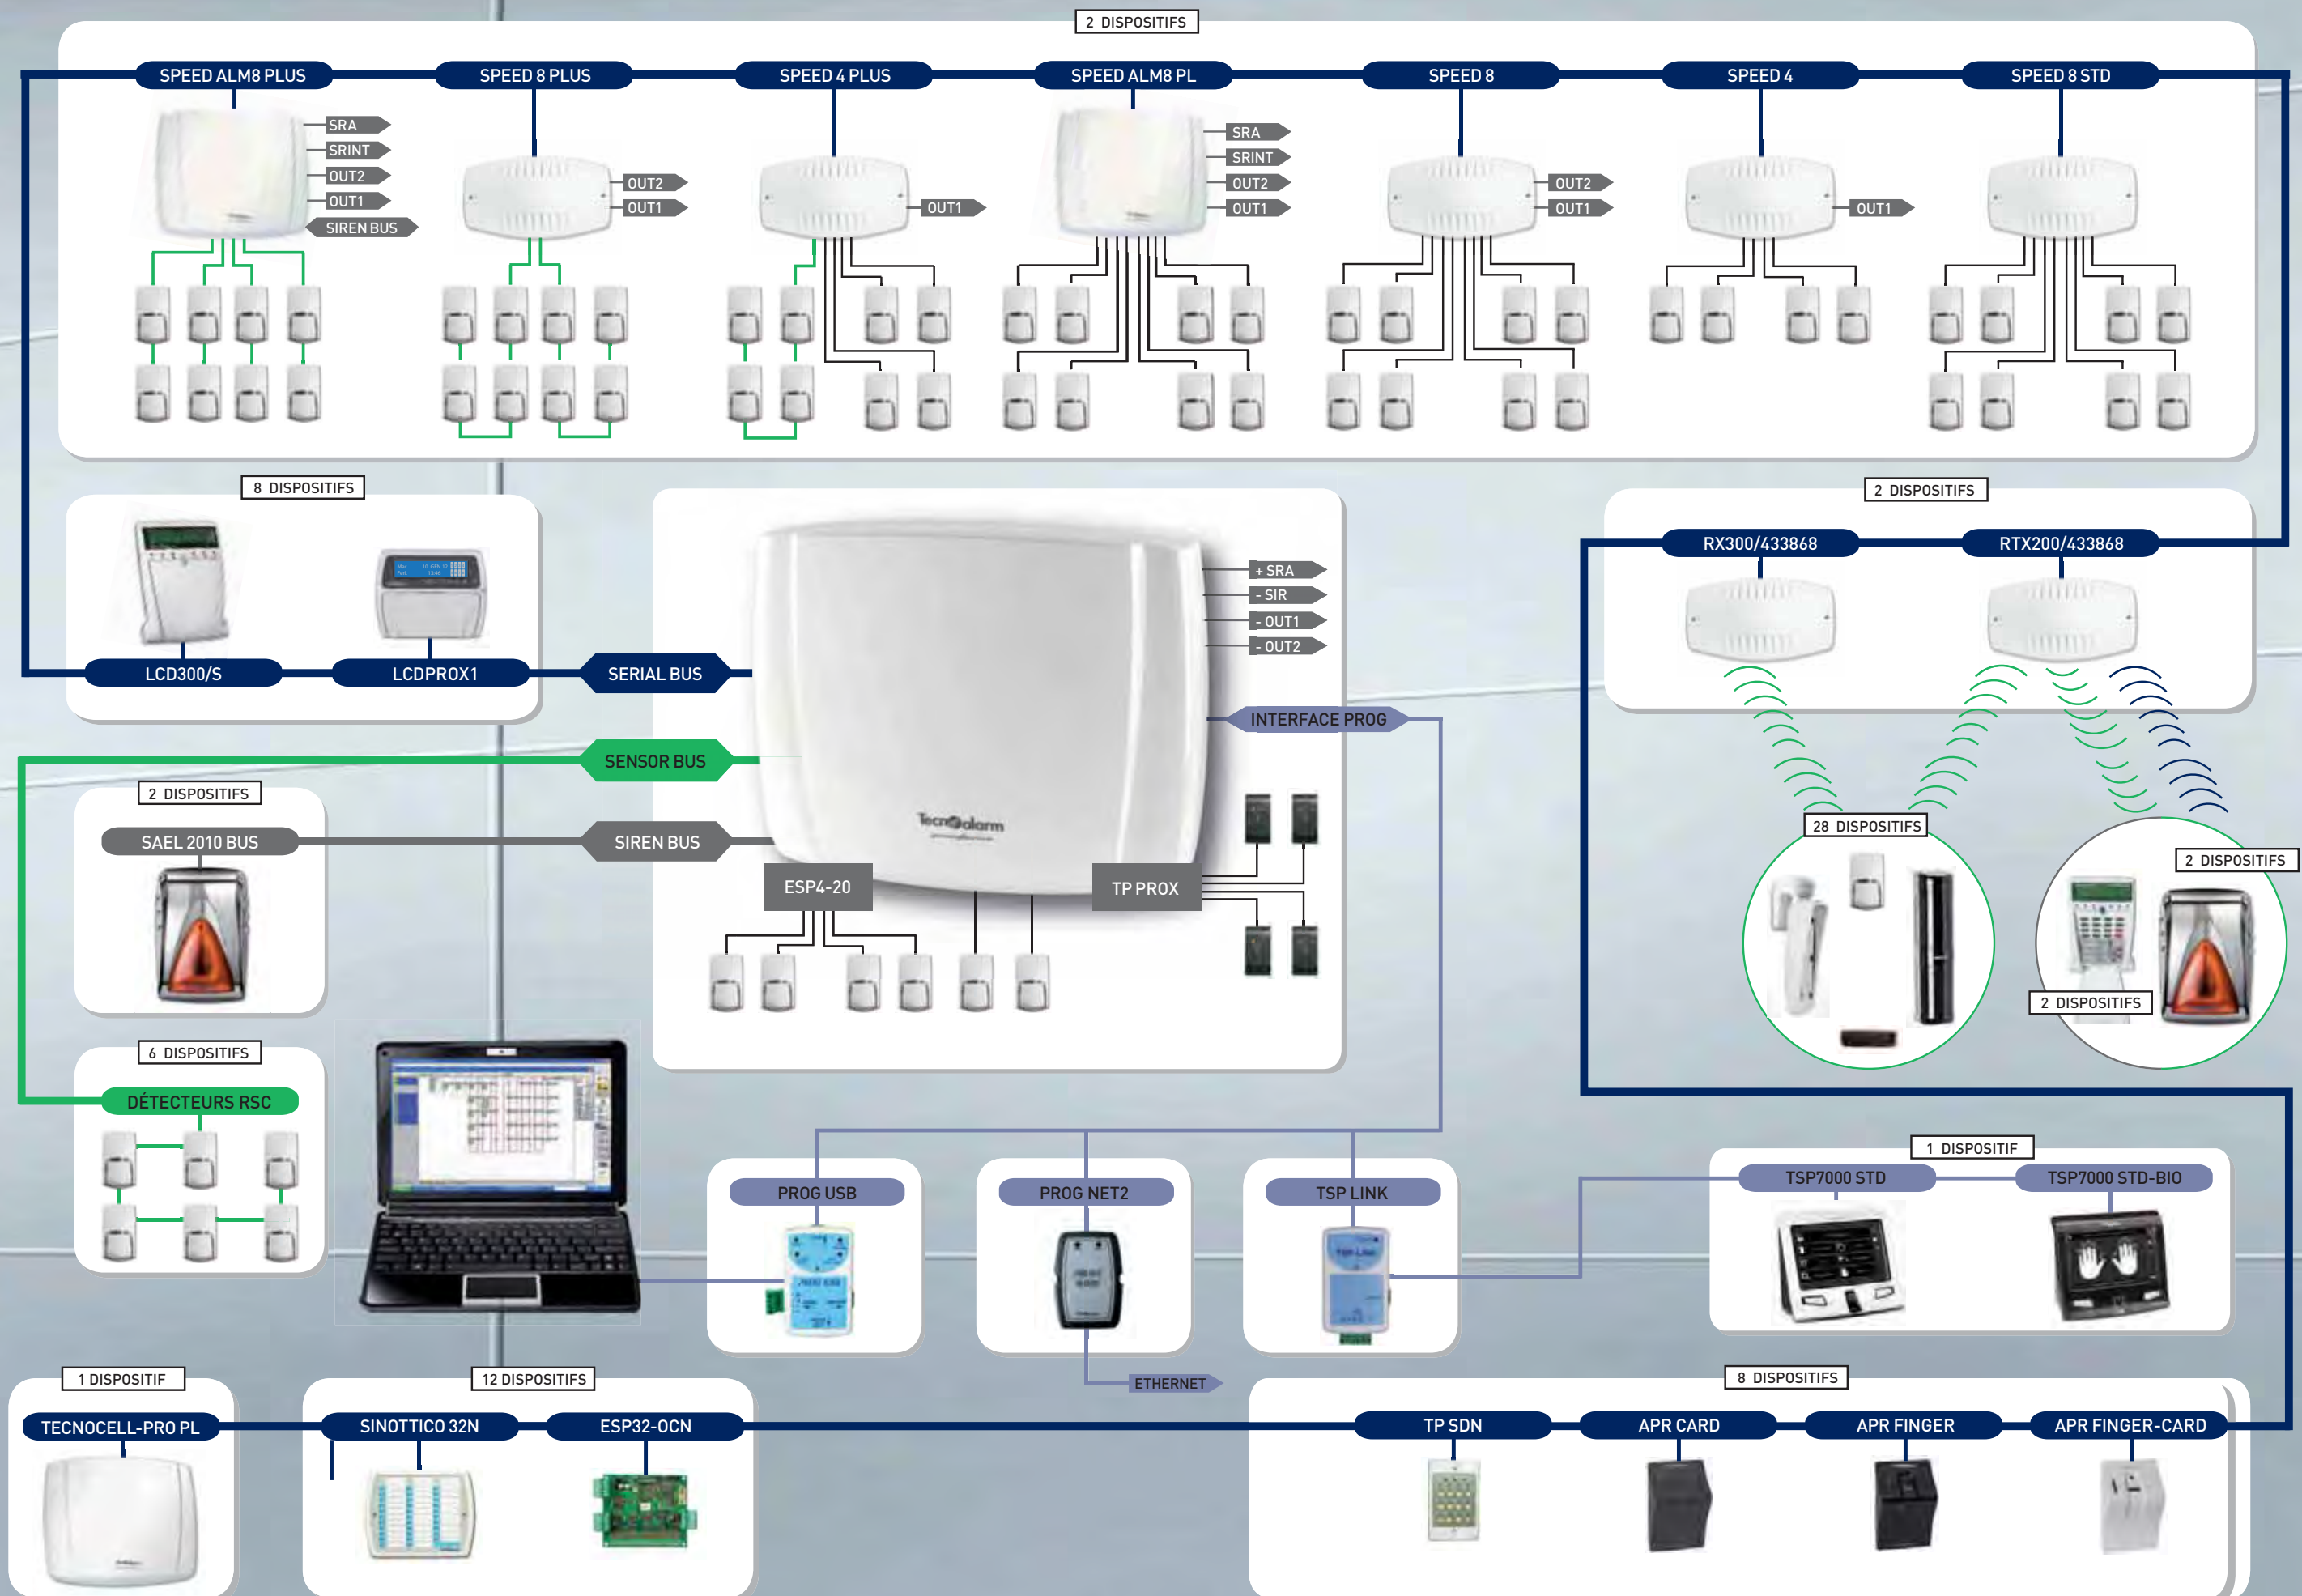 2 DISPOSITIFS
SPEED ALM8 PLUS
SPEED 8 PLUS
SPEED 4 PLUS
SPEED ALM8 PL
SPEED 8
SPEED 4
SPEED 8 STD
SRA
SRINT
OUT2
OUT1
SIREN BUS
OUT2
OUT1
OUT1
SRA
SRINT
OUT2
OUT1
OUT2
OUT1
OUT1
8 DISPOSITIFS
LCD300/S
LCDPROX1
SERIAL BUS
+ SRA
- SIR
- OUT1
- OUT2
INTERFACE PROG
2 DISPOSITIFS
RX300/433868
RTX200/433868
SENSOR BUS
2 DISPOSITIFS
SAEL 2010 BUS
SIREN BUS
Tecnoalarm
ESP4-20
TP PROX
28 DISPOSITIFS
2 DISPOSITIFS
2 DISPOSITIFS
6 DISPOSITIFS
DÉTECTEURS RSC
PROG USB
PROG NET2
TSP LINK
TSP-LINK
ETHERNET
1 DISPOSITIF
TSP7000 STD
TSP7000 STD-BIO
1 DISPOSITIF
TECNOCELL-PRO PL
12 DISPOSITIFS
SINOTTICO 32N
ESP32-OCN
8 DISPOSITIFS
TP SDN
APR CARD
APR FINGER
APR FINGER-CARD